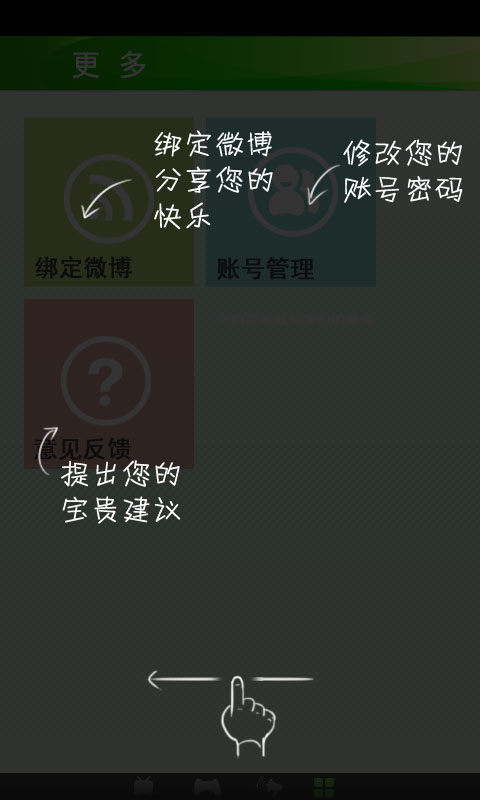 更多
绑定微博
分享您的
快乐
修改您的
账号密码
绑定微博
账号管理
意见反馈
提出您的
宝贵建议